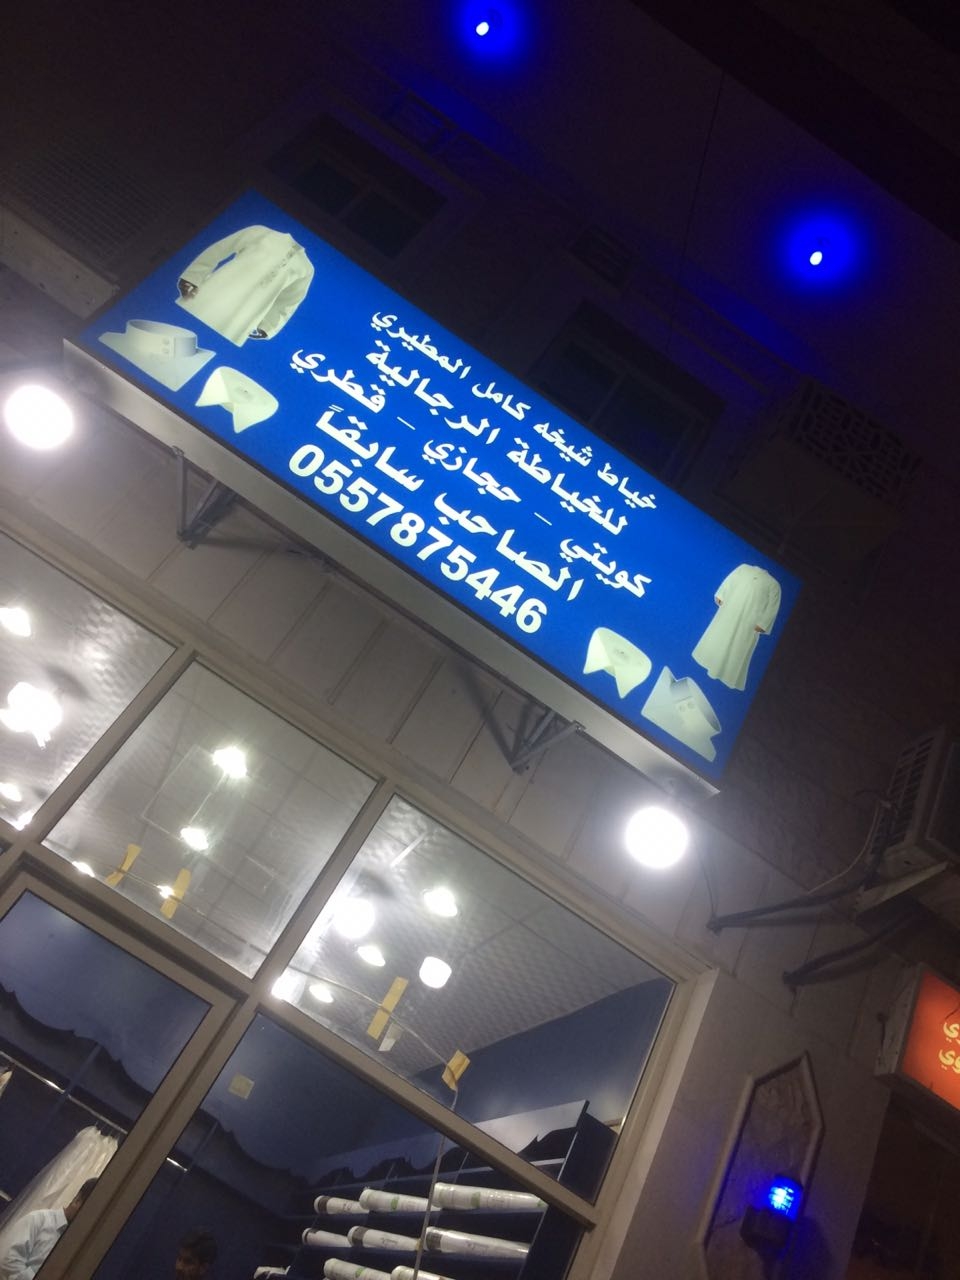 خياط شيخه كامل المطيري
للخياطة الرجالية
كويتي - حجازي - قطري
الصاحب سابقاً
0557875446